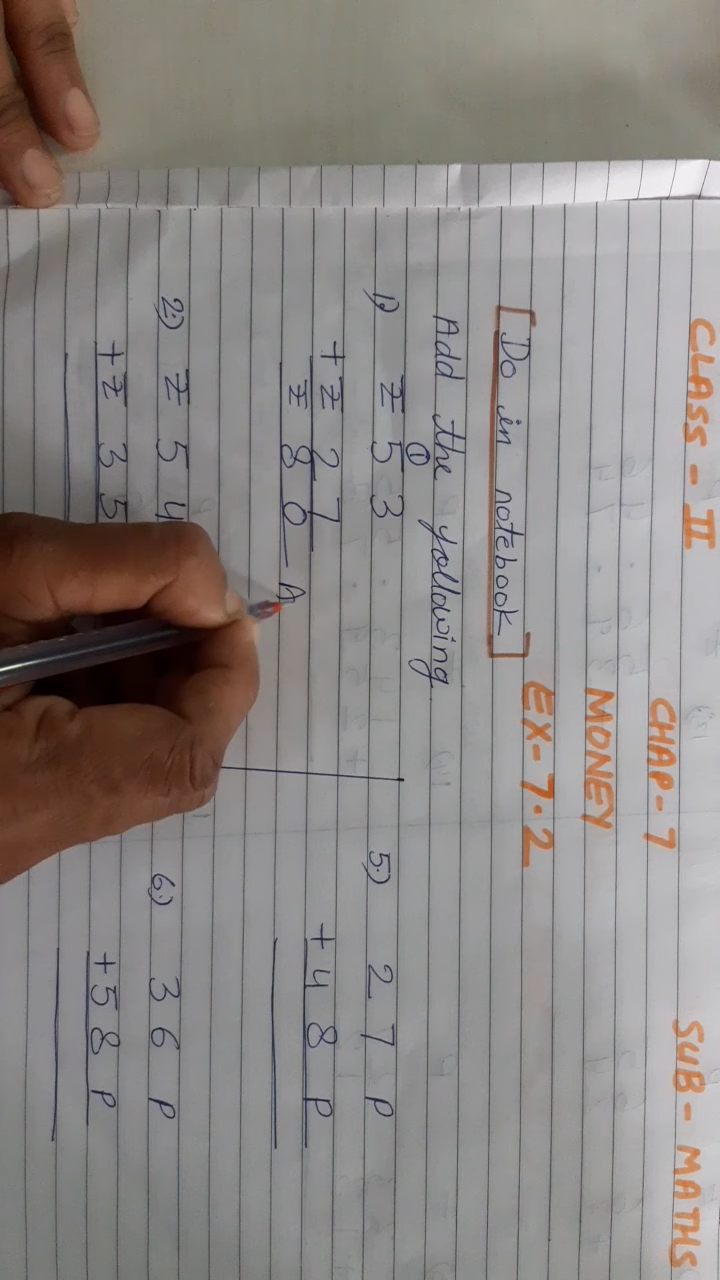 CLASS - II
SUB - MATHS
CHAP - 7
MONEY
EX - 7.2
[Do in notebook]
Add the following
1) ₹ 5 3
1
+ ₹ 2 7
₹ 8 0 A
2) ₹ 5 4
+ ₹ 3 5
5) 2 7 P
+ 4 8 P
6) 3 6 P
+ 5 8 P